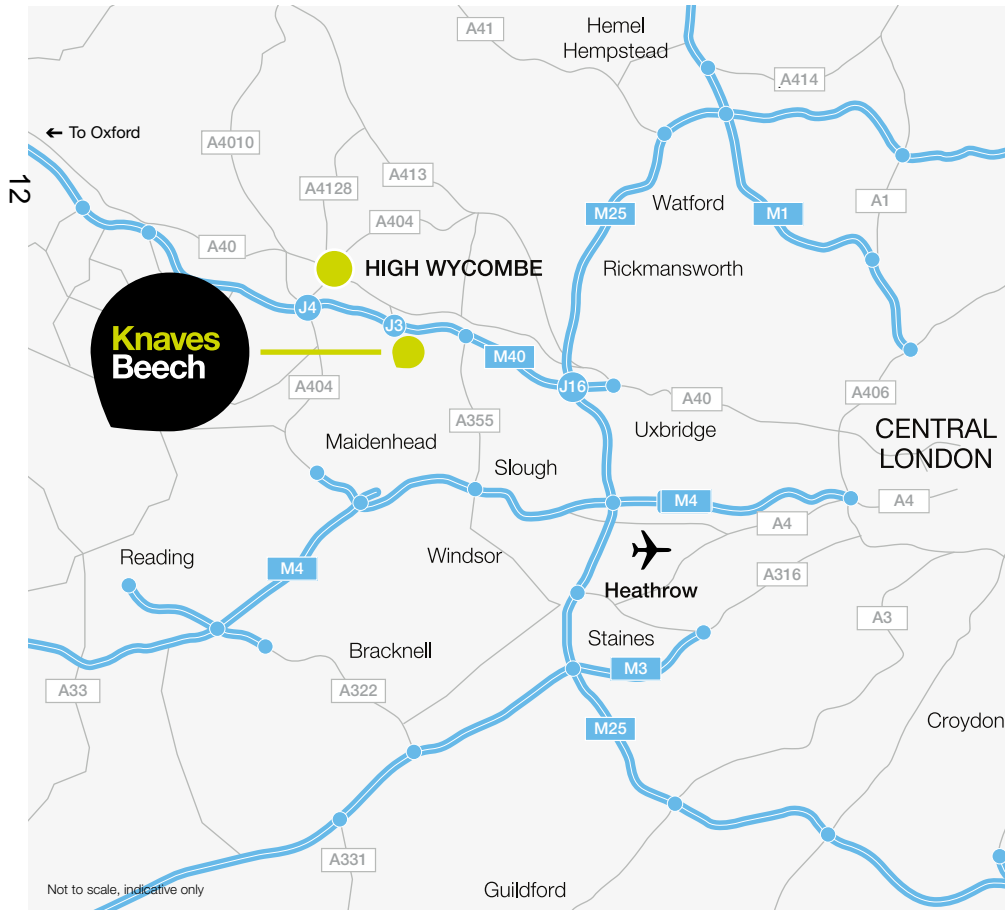 Hemel
Hempstead
A41
A414
← To Oxford
A4010
12
A4128
A413
M25
Watford
M1
A1
A404
A40
HIGH WYCOMBE
Rickmansworth
J4
J3
Knaves
Beech
M40
J16
A404
A40
A406
A355
Uxbridge
CENTRAL
LONDON
Maidenhead
Slough
M4
A4
A4
Reading
Windsor
M4
A316
Heathrow
A3
Staines
Bracknell
M3
A33
A322
M25
Croydon
A331
Not to scale, indicative only
Guildford